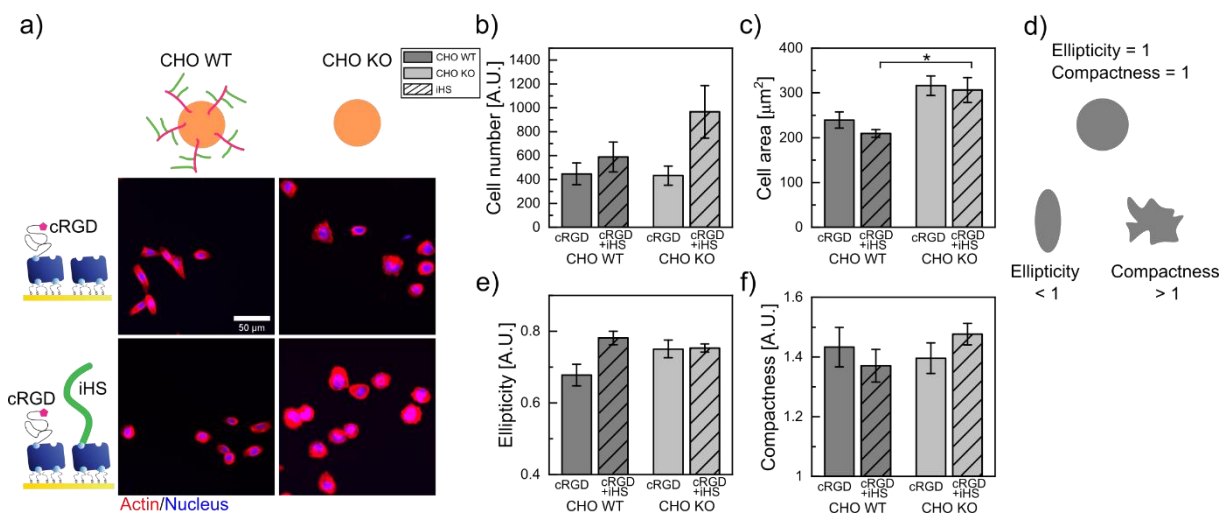 a)
CHO WT
CHO KO
cRGD
50 µm
cRGD
iHS
Actin/Nucleus
CHO WT
CHO KO
iHS
b)
Cell number [A.U.]
1400
1200
1000
800
600
400
200
0
cRGD
cRGD
+iHS
cRGD
cRGD
+iHS
CHO WT
CHO KO
c)
Cell area [µm²]
400
300
200
100
0
*
cRGD
cRGD
+iHS
cRGD
cRGD
+iHS
CHO WT
CHO KO
d)
Ellipticity = 1
Compactness = 1
Ellipticity
< 1
Compactness
> 1
e)
Ellipticity [A.U.]
0.8
0.6
0.4
cRGD
cRGD
+iHS
cRGD
cRGD
+iHS
CHO WT
CHO KO
f)
Compactness [A.U.]
1.6
1.4
1.2
1
cRGD
cRGD
+iHS
cRGD
cRGD
+iHS
CHO WT
CHO KO